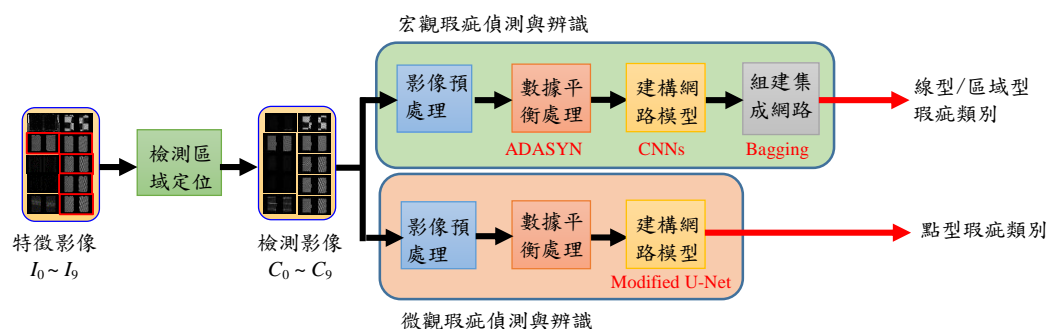 宏觀瑕疵偵測與辨識
影像預
處理
數據平
衡處理
ADASYN
建構網
路模型
CNNs
組建集
成網路
Bagging
線型/區域型
瑕疵類別
特徵影像
I0 ~ I9
檢測區
域定位
檢測影像
C0 ~ C9
影像預
處理
數據平
衡處理
建構網
路模型
Modified U-Net
點型瑕疵類別
微觀瑕疵偵測與辨識